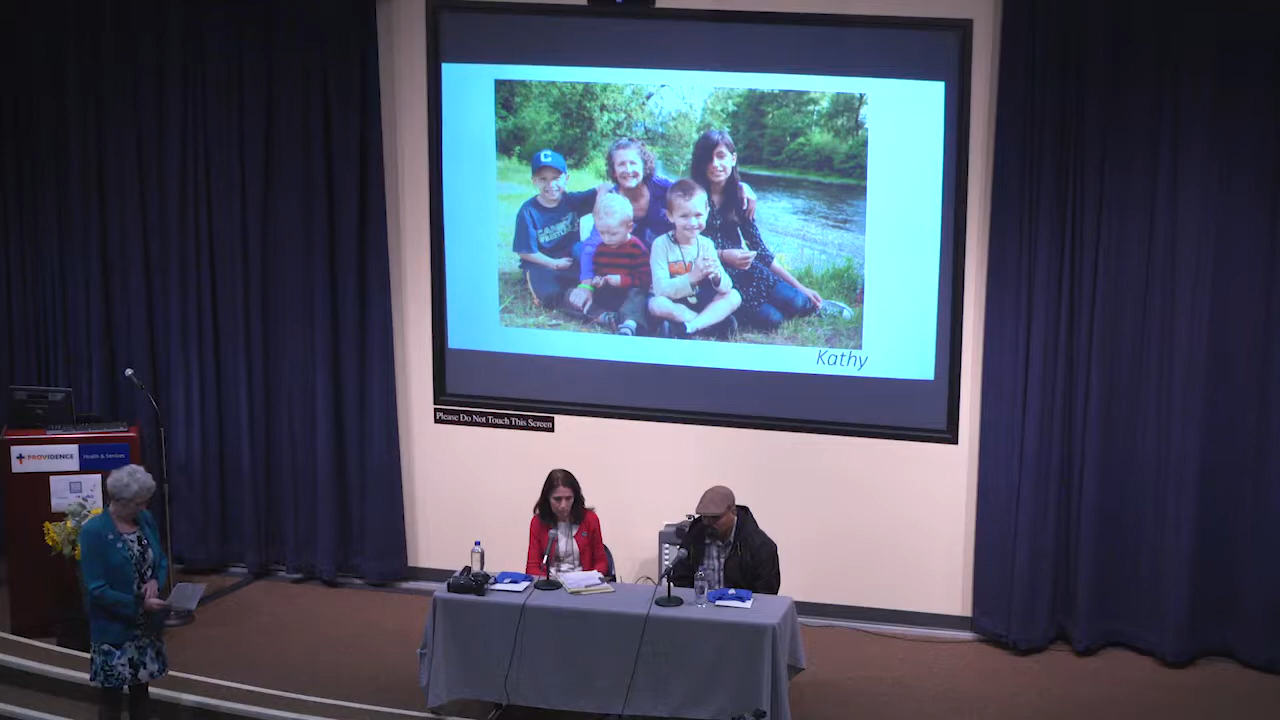 C
Kathy
Please Do Not Touch This Screen
PROVIDENCE
Health & Services